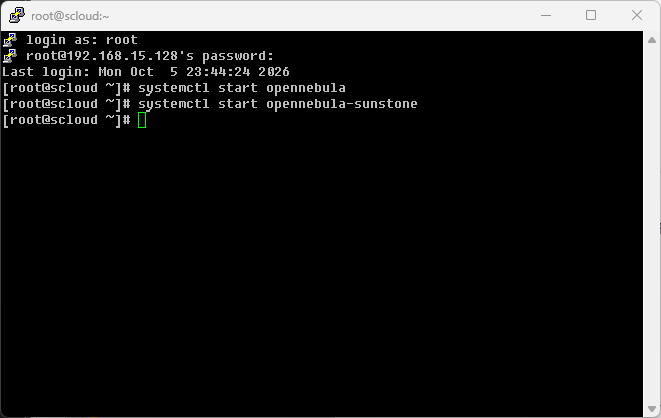 root@scloud:~
login as: root
root@192.168.15.128's password:
Last login: Mon Oct  5 23:44:24 2026
[root@scloud ~]# systemctl start opennebula
[root@scloud ~]# systemctl start opennebula-sunstone
[root@scloud ~]#